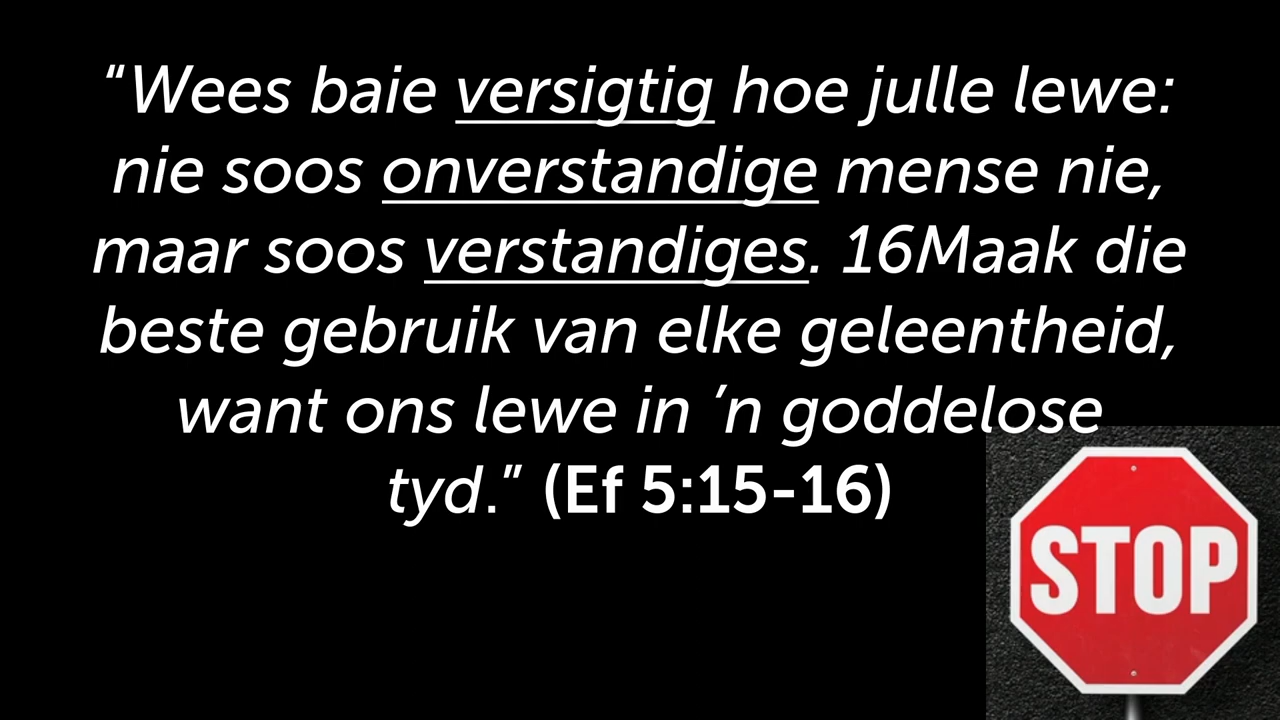 “Wees baie versigtig hoe julle lewe:
nie soos onverstandige mense nie,
maar soos verstandiges. 16Maak die
beste gebruik van elke geleentheid,
want ons lewe in ’n goddelose
tyd.” (Ef 5:15-16)
STOP